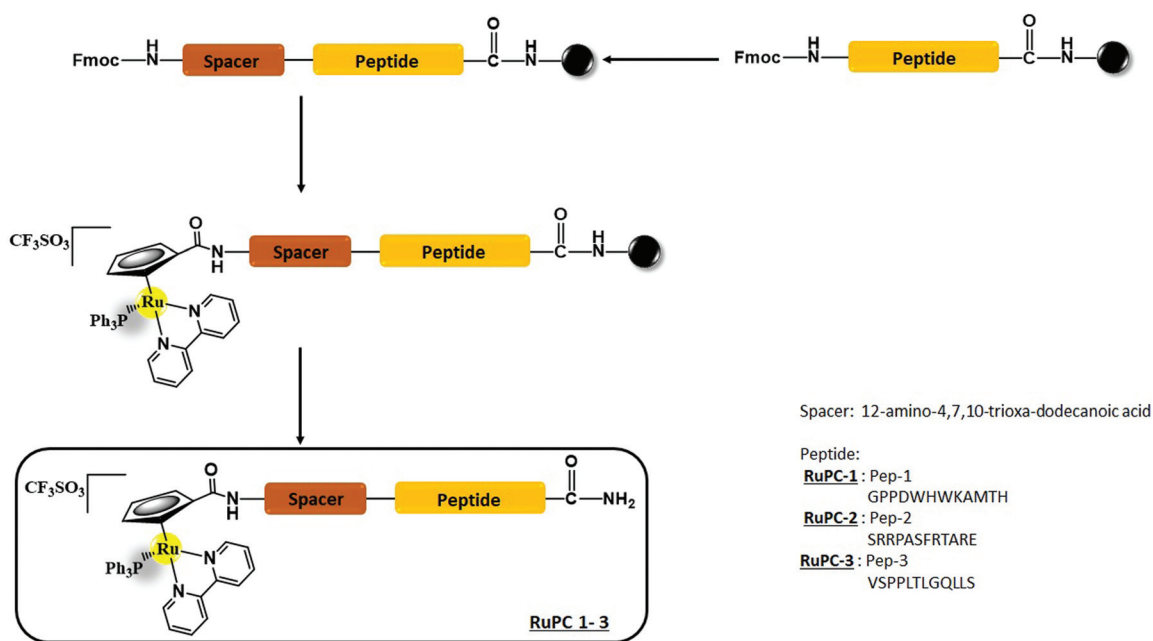 Fmoc H N Spacer Peptide O C N H
Fmoc H N Peptide O C N H
CF₃SO₃ O N H Spacer Peptide O C H N
Ru N N Ph₃P
Spacer: 12-amino-4,7,10-trioxa-dodecanoic acid
Peptide:
RuPC-1 : Pep-1
GPPDWHWKAMTH
RuPC-2 : Pep-2
SRRPASFRTARE
RuPC-3 : Pep-3
VSPPLTLGQLLS
CF₃SO₃ O N H Spacer Peptide O C NH₂
Ru N N Ph₃P
RuPC 1- 3